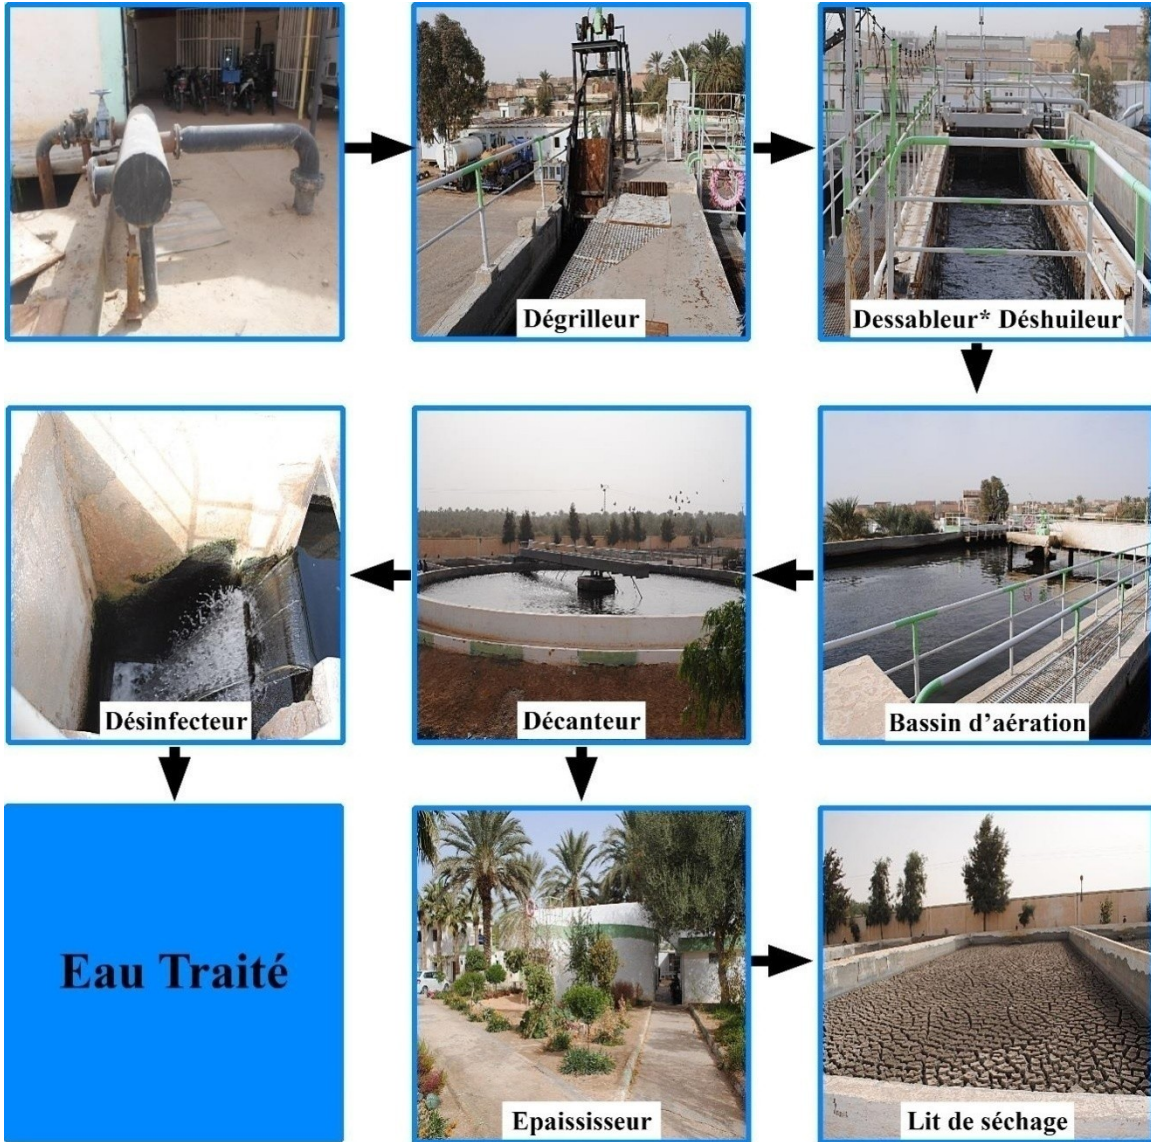 Dégrilleur
Dessableur* Déshuileur
Désinfecteur
Décanteur
Bassin d'aération
Eau Traité
Epaississeur
Lit de séchage